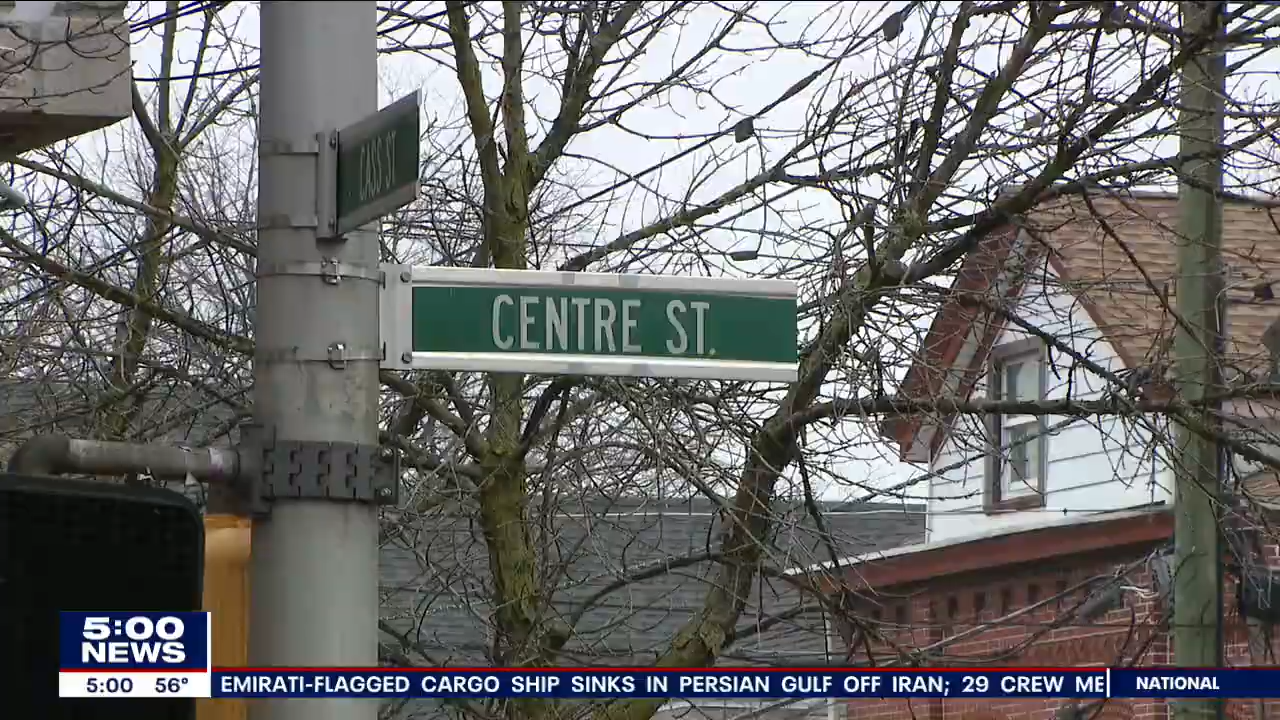 CASS ST
CENTRE ST.
5:00
NEWS
5:00 56°
EMIRATI-FLAGGED CARGO SHIP SINKS IN PERSIAN GULF OFF IRAN; 29 CREW ME
NATIONAL